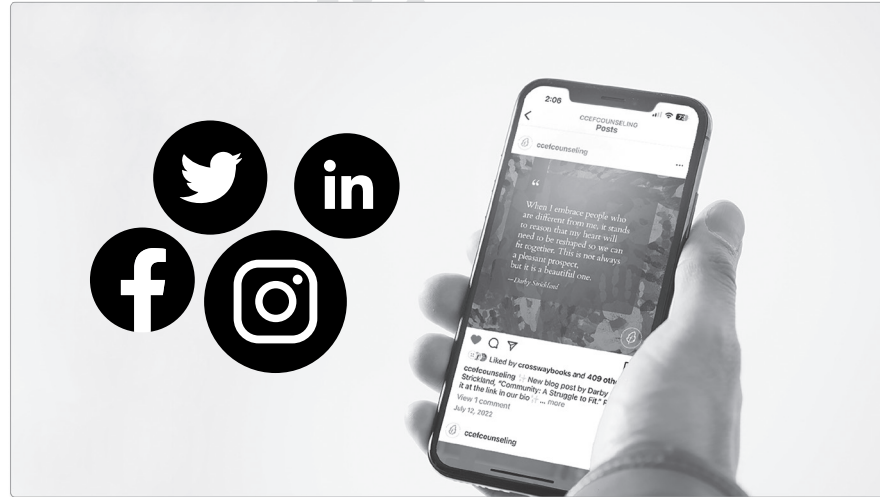 in
2:06
73
CCEFCOUNSELING
Posts
ccefcounseling
“
When I embrace people who
are different from me, it stands
to reason that my heart will
need to be reshaped so we can
fit together. This is not always
a pleasant prospect,
but it is a beautiful one.
—Darby Strickland
Liked by crosswaybooks and 409 othe
ccefcounseling New blog post by Darby
Strickland, “Community: A Struggle to Fit.”
it at the link in our bio ... more
View 1 comment
July 12, 2022
ccefcounseling